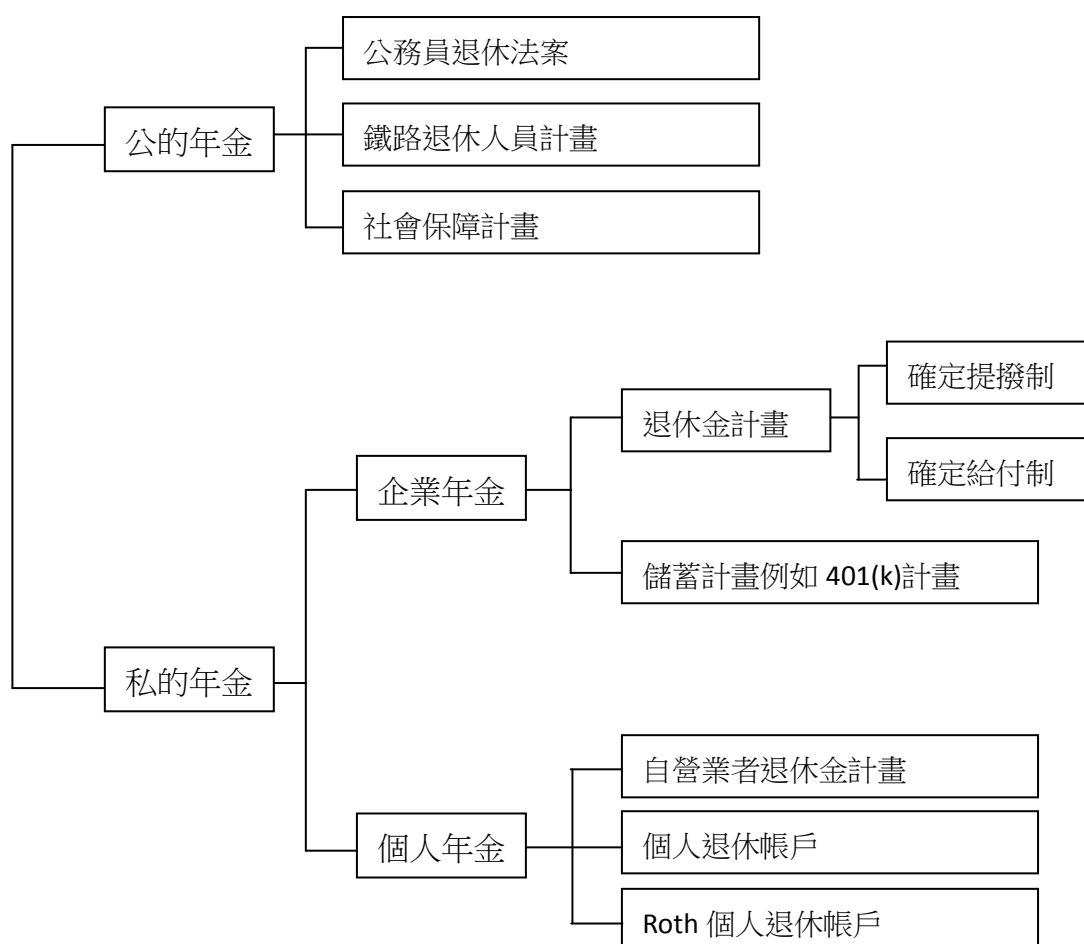 公務員退休法案
公的年金
鐵路退休人員計畫
社會保障計畫
確定提撥制
退休金計畫
確定給付制
企業年金
儲蓄計畫例如 401(k)計畫
私的年金
自營業者退休金計畫
個人年金
個人退休帳戶
Roth 個人退休帳戶